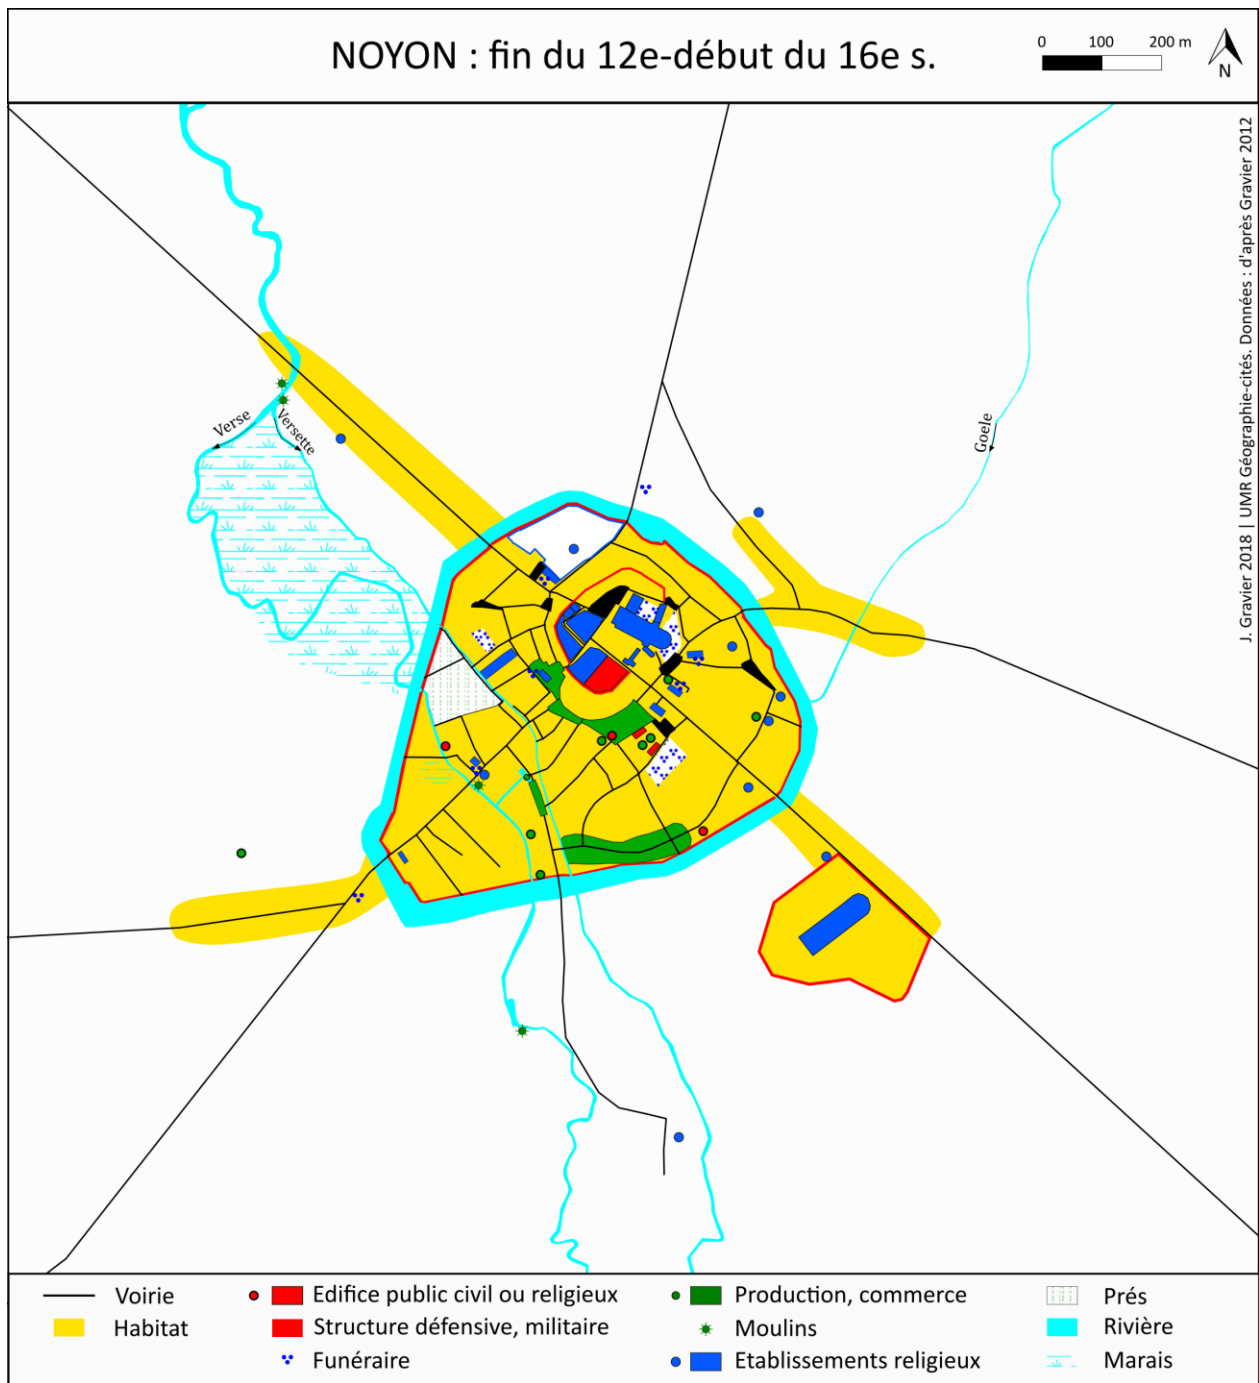 NOYON : fin du 12e-début du 16e s.
0 100 200 m
N
J. Gravier 2018 | UMR Géographie-cités. Données : d'après Gravier 2012
Verse
Versette
Goele
Voirie
Edifice public civil ou religieux
Production, commerce
Prés
Habitat
Structure défensive, militaire
Moulins
Rivière
Funéraire
Etablissements religieux
Marais